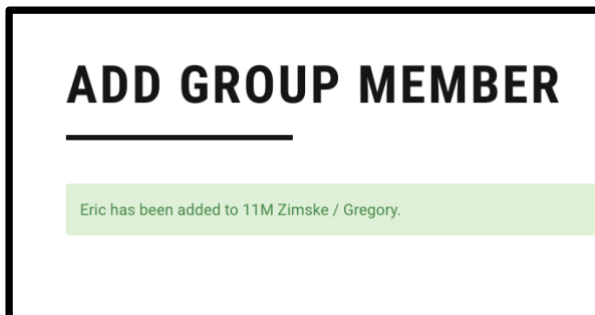 ADD GROUP MEMBER
Eric has been added to 11M Zimske / Gregory.